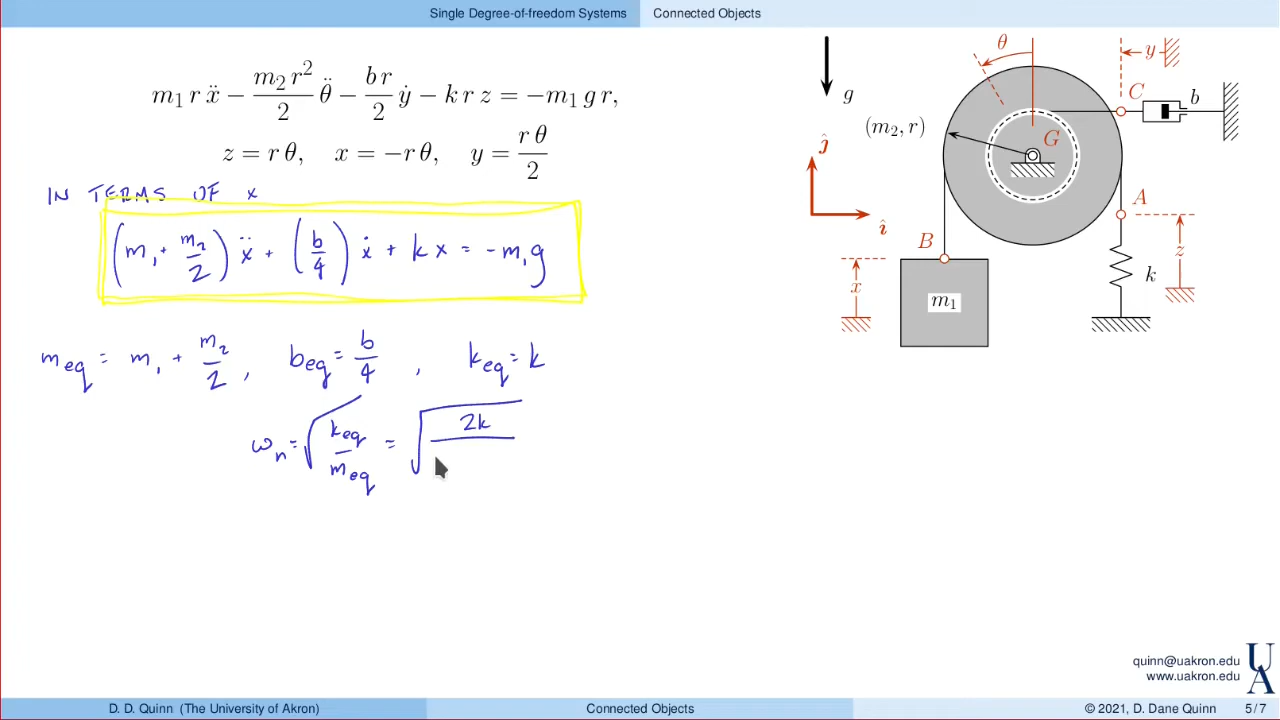 Single Degree-of-freedom Systems Connected Objects
m₁ r ẍ − m₂ r²/2 θ̈ − b r/2 ẏ − k r z = −m₁ g r,
z = r θ, x = −r θ, y = r θ/2
IN TERMS OF x
(m₁ + m₂/2) ẍ + (b/4) ẋ + k x = -m₁g
m_eq = m₁ + m₂/2, b_eq = b/4, k_eq = k
ω_n = √(k_eq/m_eq) = √(2k/
θ
y
g
C
b
(m₂, r)
G
ĵ
î
A
B
z
k
x
m₁
quinn@uakron.edu
www.uakron.edu
UA
D. D. Quinn (The University of Akron) Connected Objects © 2021, D. Dane Quinn 5 / 7